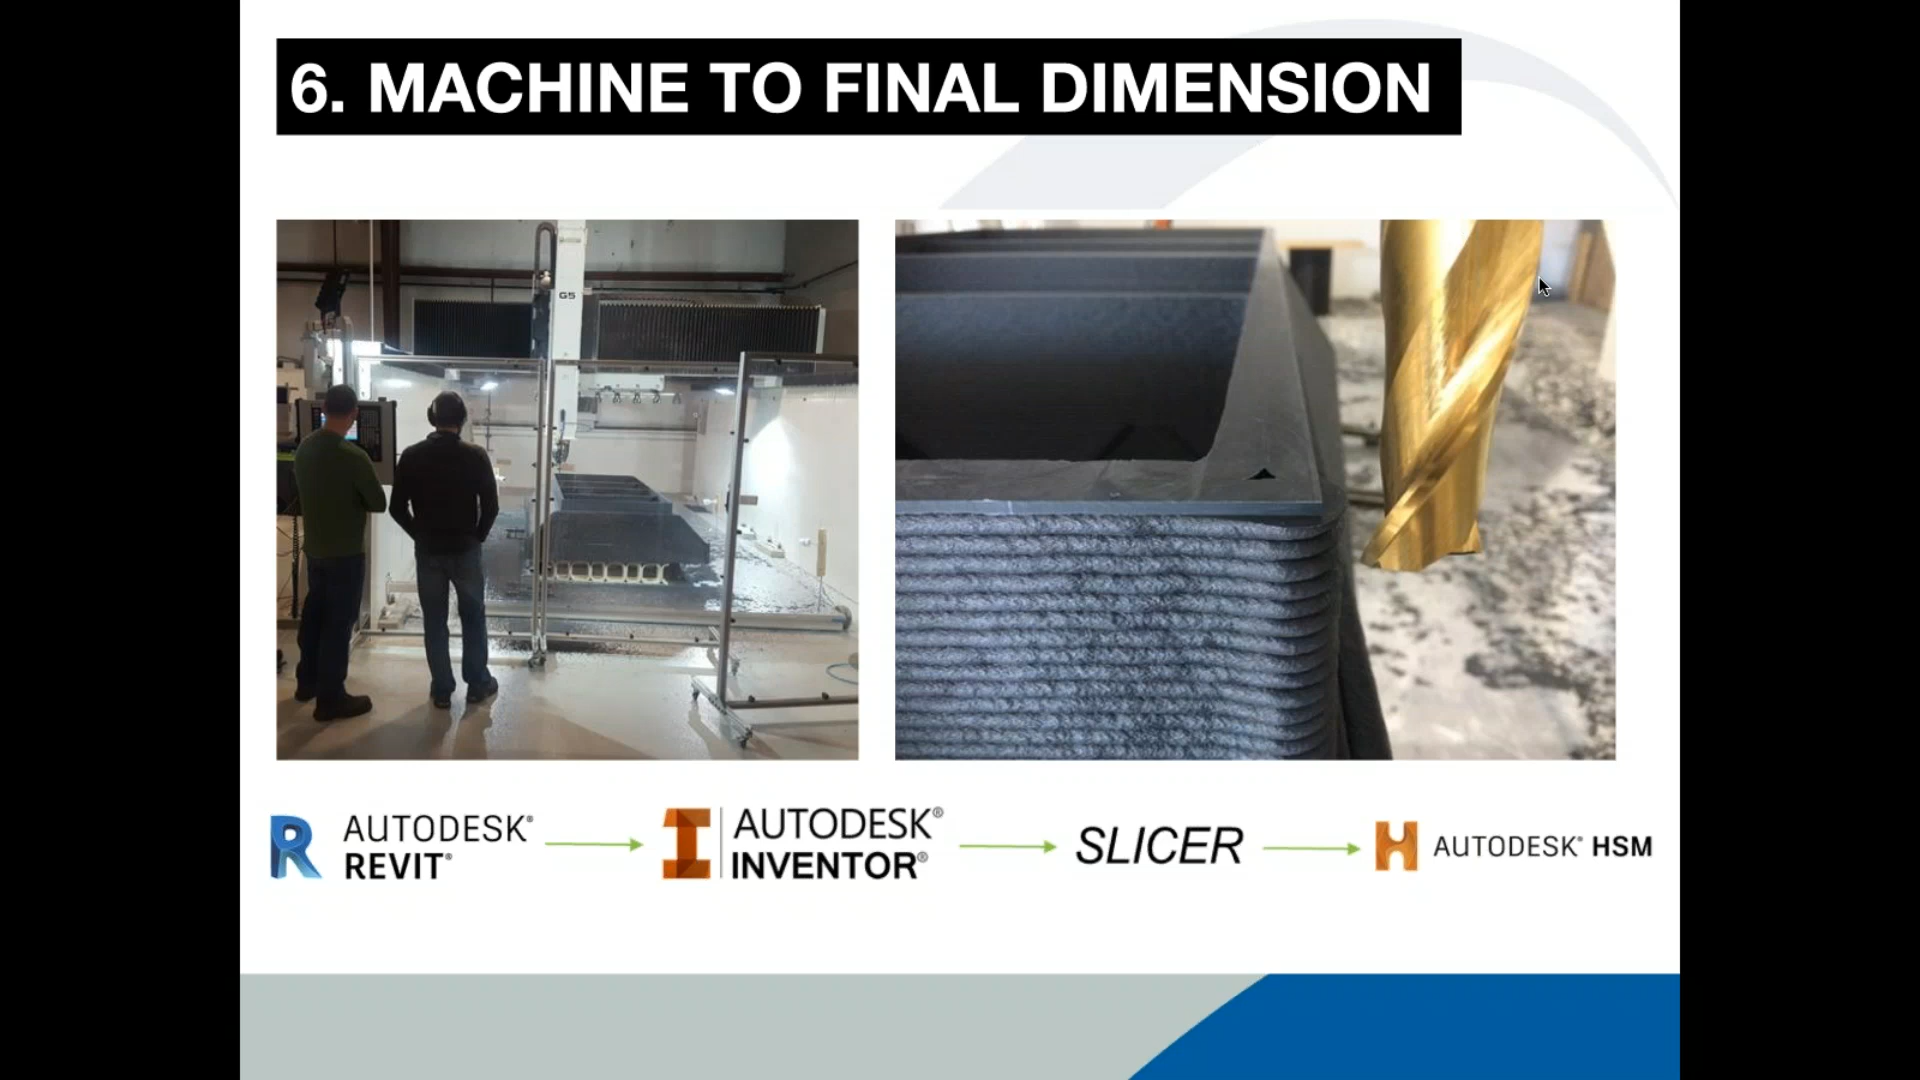 6. MACHINE TO FINAL DIMENSION
G5
AUTODESK®
REVIT®
AUTODESK®
INVENTOR®
SLICER
AUTODESK® HSM